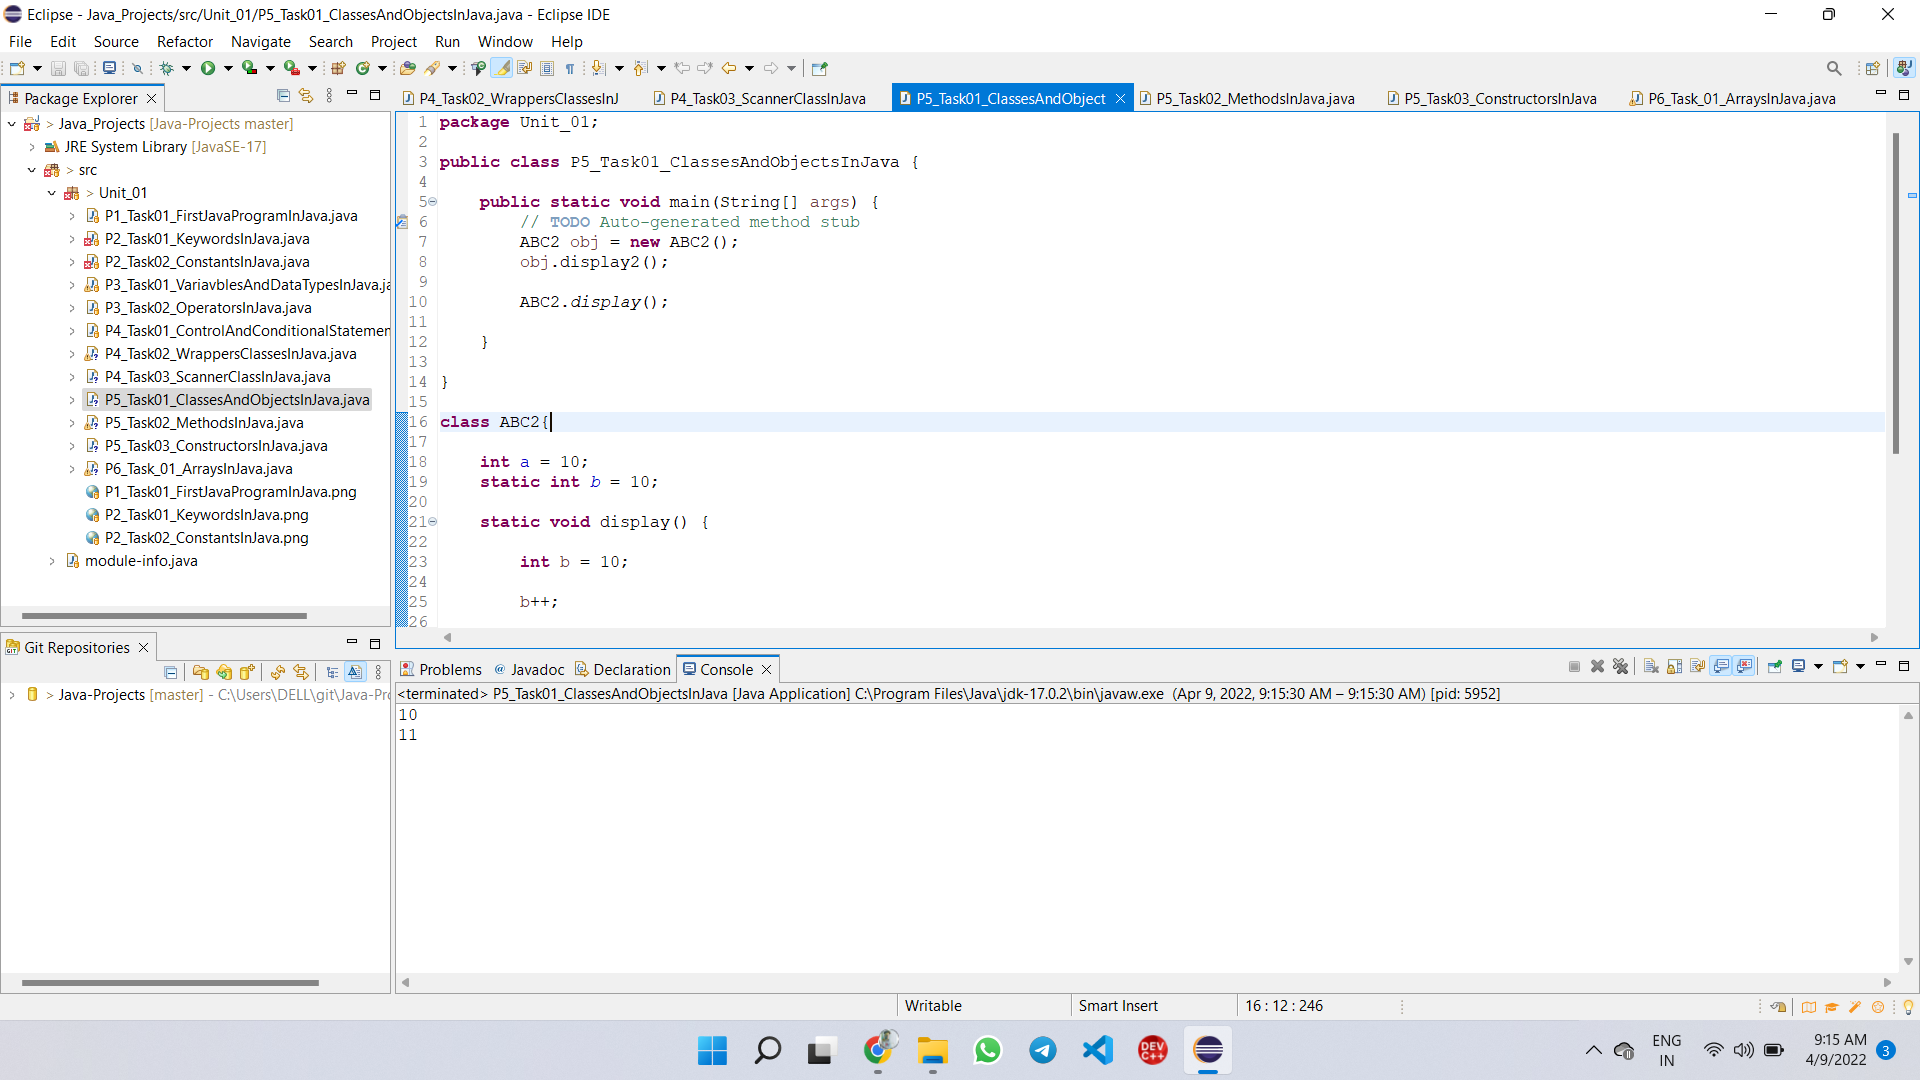 Eclipse - Java_Projects/src/Unit_01/P5_Task01_ClassesAndObjectsInJava.java - Eclipse IDE
File Edit Source Refactor Navigate Search Project Run Window Help
Package Explorer
> Java_Projects [Java-Projects master]
JRE System Library [JavaSE-17]
> src
> Unit_01
P1_Task01_FirstJavaProgramInJava.java
P2_Task01_KeywordsInJava.java
P2_Task02_ConstantsInJava.java
P3_Task01_VariavblesAndDataTypesInJava.ja
P3_Task02_OperatorsInJava.java
P4_Task01_ControlAndConditionalStatemen
P4_Task02_WrappersClassesInJava.java
P4_Task03_ScannerClassInJava.java
P5_Task01_ClassesAndObjectsInJava.java
P5_Task02_MethodsInJava.java
P5_Task03_ConstructorsInJava.java
P6_Task_01_ArraysInJava.java
P1_Task01_FirstJavaProgramInJava.png
P2_Task01_KeywordsInJava.png
P2_Task02_ConstantsInJava.png
module-info.java
Git Repositories
> Java-Projects [master] - C:\Users\DELL\git\Java-Pro
P4_Task02_WrappersClassesInJ P4_Task03_ScannerClassInJava P5_Task01_ClassesAndObject P5_Task02_MethodsInJava.java P5_Task03_ConstructorsInJava P6_Task_01_ArraysInJava.java
1 package Unit_01;
2
3 public class P5_Task01_ClassesAndObjectsInJava {
4
5 public static void main(String[] args) {
6 // TODO Auto-generated method stub
7 ABC2 obj = new ABC2();
8 obj.display2();
9
10 ABC2.display();
11
12 }
13
14 }
15
16 class ABC2{
17
18 int a = 10;
19 static int b = 10;
20
21 static void display() {
22
23 int b = 10;
24
25 b++;
26
Problems @ Javadoc Declaration Console
<terminated> P5_Task01_ClassesAndObjectsInJava [Java Application] C:\Program Files\Java\jdk-17.0.2\bin\javaw.exe (Apr 9, 2022, 9:15:30 AM – 9:15:30 AM) [pid: 5952]
10
11
Writable Smart Insert 16 : 12 : 246
DEV C++
ENG
IN
9:15 AM
4/9/2022
3